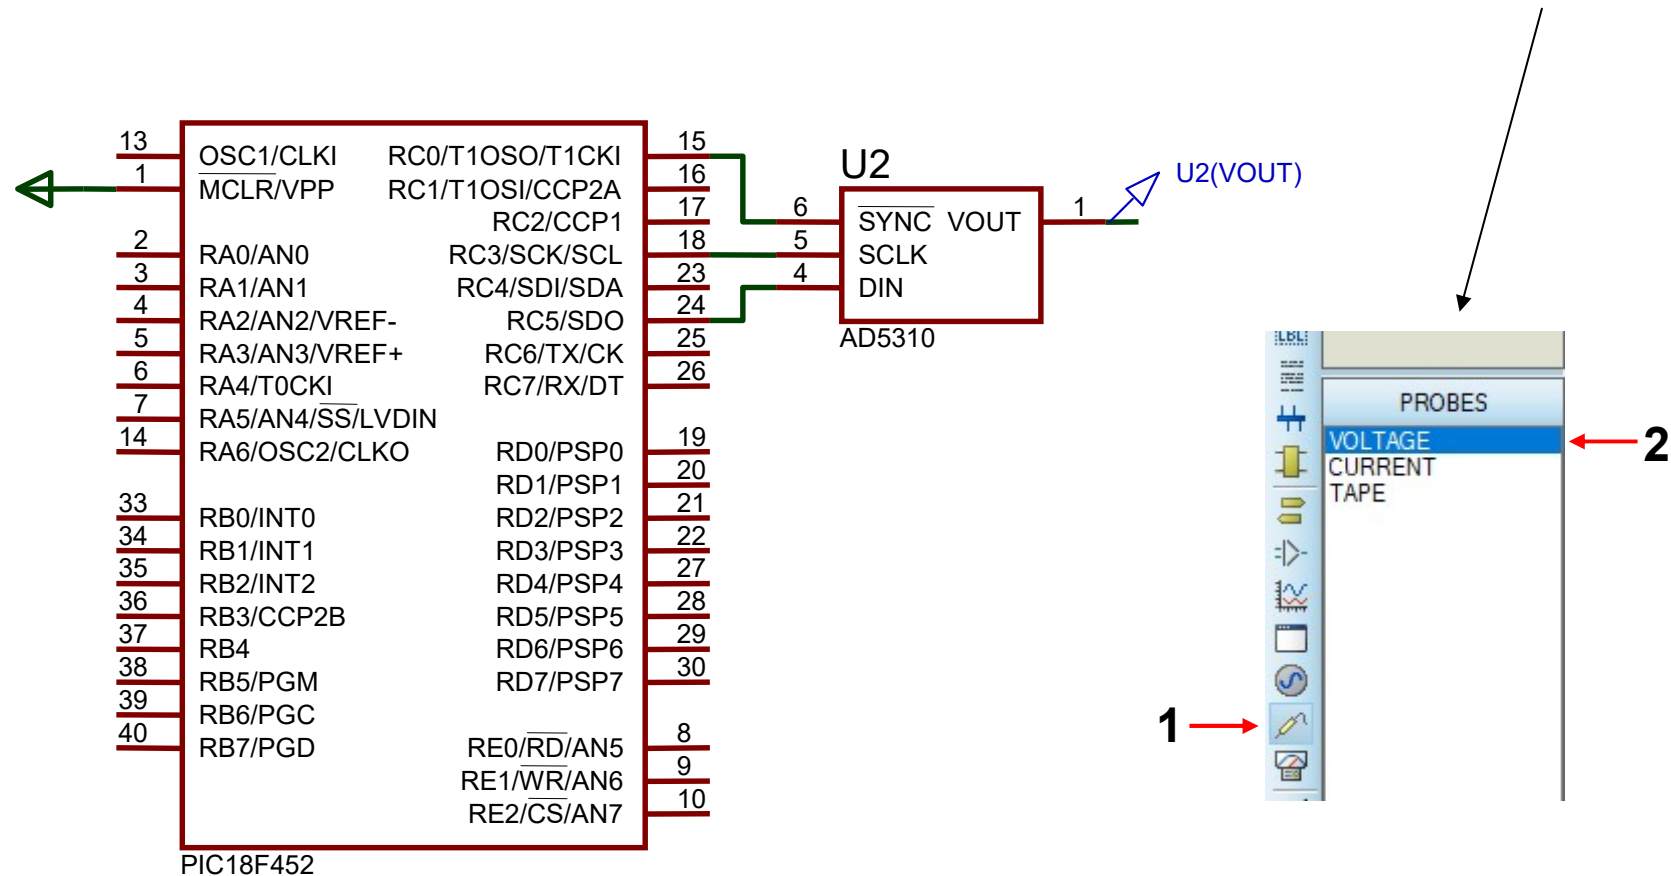 13
OSC1/CLKI
RC0/T1OSO/T1CKI
15
1
MCLR/VPP
RC1/T1OSI/CCP2A
16
RC2/CCP1
17
2
RA0/AN0
RC3/SCK/SCL
18
3
RA1/AN1
RC4/SDI/SDA
23
4
RA2/AN2/VREF-
RC5/SDO
24
5
RA3/AN3/VREF+
RC6/TX/CK
25
6
RA4/T0CKI
RC7/RX/DT
26
7
RA5/AN4/SS/LVDIN
14
RA6/OSC2/CLKO
RD0/PSP0
19
RD1/PSP1
20
33
RB0/INT0
RD2/PSP2
21
34
RB1/INT1
RD3/PSP3
22
35
RB2/INT2
RD4/PSP4
27
36
RB3/CCP2B
RD5/PSP5
28
37
RB4
RD6/PSP6
29
38
RB5/PGM
RD7/PSP7
30
39
RB6/PGC
40
RB7/PGD
RE0/RD/AN5
8
RE1/WR/AN6
9
RE2/CS/AN7
10
PIC18F452
U2
6
SYNC VOUT
1
5
SCLK
4
DIN
AD5310
U2(VOUT)
LBL
PROBES
VOLTAGE
CURRENT
TAPE
2
1